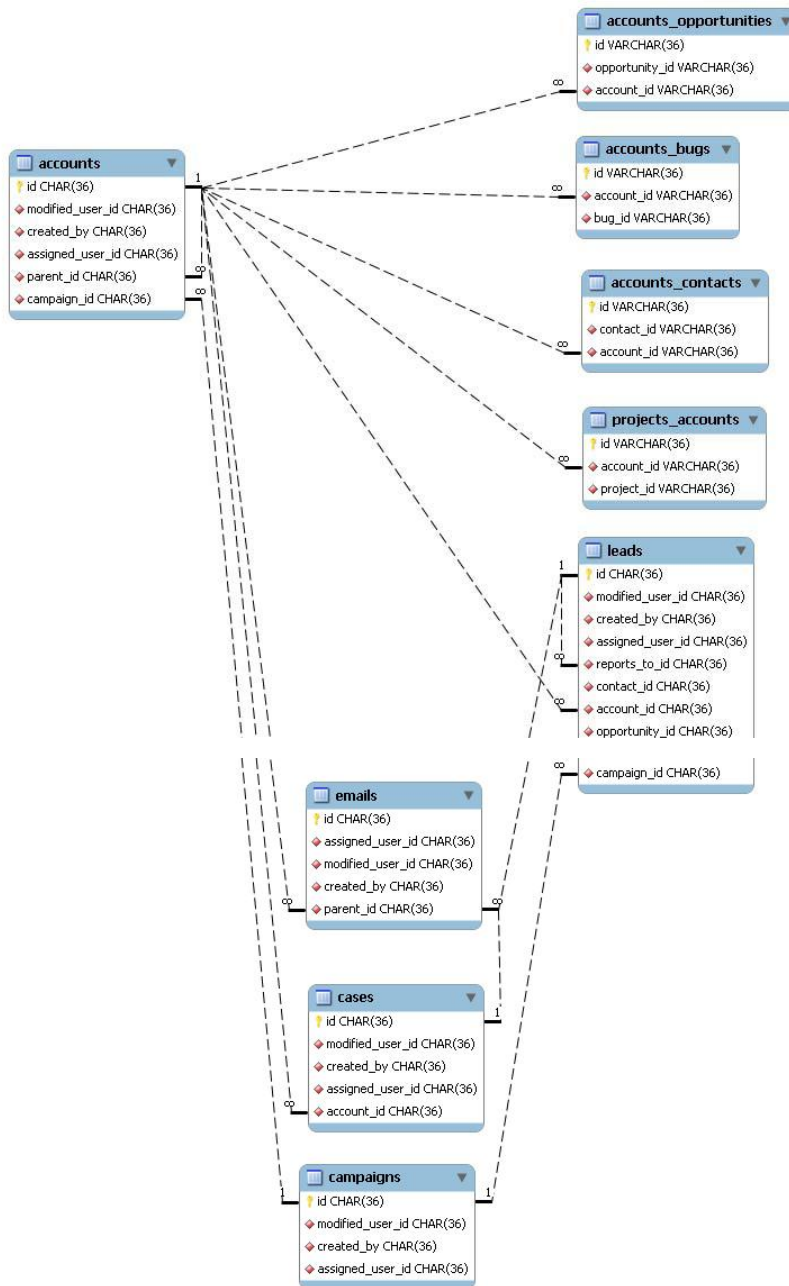 accounts_opportunities
id VARCHAR(36)
opportunity_id VARCHAR(36)
account_id VARCHAR(36)
∞
accounts
id CHAR(36)
modified_user_id CHAR(36)
created_by CHAR(36)
assigned_user_id CHAR(36)
parent_id CHAR(36)
campaign_id CHAR(36)
1
∞
∞
accounts_bugs
id VARCHAR(36)
account_id VARCHAR(36)
bug_id VARCHAR(36)
∞
accounts_contacts
id VARCHAR(36)
contact_id VARCHAR(36)
account_id VARCHAR(36)
∞
projects_accounts
id VARCHAR(36)
account_id VARCHAR(36)
project_id VARCHAR(36)
∞
leads
id CHAR(36)
modified_user_id CHAR(36)
created_by CHAR(36)
assigned_user_id CHAR(36)
reports_to_id CHAR(36)
contact_id CHAR(36)
account_id CHAR(36)
opportunity_id CHAR(36)
campaign_id CHAR(36)
1
∞
∞
∞
emails
id CHAR(36)
assigned_user_id CHAR(36)
modified_user_id CHAR(36)
created_by CHAR(36)
parent_id CHAR(36)
∞
∞
cases
id CHAR(36)
modified_user_id CHAR(36)
created_by CHAR(36)
assigned_user_id CHAR(36)
account_id CHAR(36)
1
∞
campaigns
id CHAR(36)
modified_user_id CHAR(36)
created_by CHAR(36)
assigned_user_id CHAR(36)
1
1